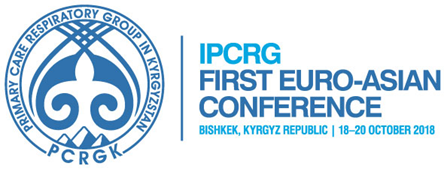 PRIMARY CARE RESPIRATORY GROUP IN KYRGYZSTAN
PCRGK
IPCRG
FIRST EURO-ASIAN
CONFERENCE
BISHKEK, KYRGYZ REPUBLIC | 18–20 OCTOBER 2018